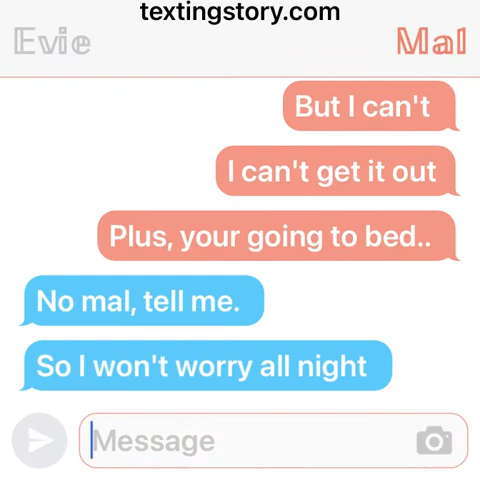 textingstory.com
Evie
Mal
But I can't
I can't get it out
Plus, your going to bed..
No mal, tell me.
So I won't worry all night
Message